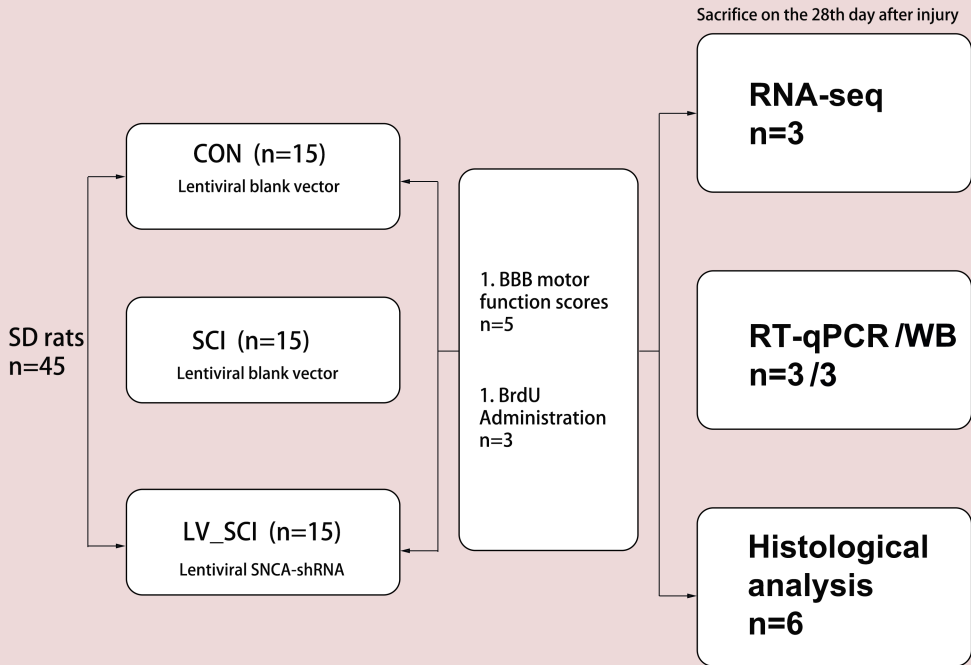 SD rats
n=45
CON (n=15)
Lentiviral blank vector
SCI (n=15)
Lentiviral blank vector
LV_SCI (n=15)
Lentiviral SNCA-shRNA
1. BBB motor
function scores
n=5
1. BrdU
Administration
n=3
Sacrifice on the 28th day after injury
RNA-seq
n=3
RT-qPCR /WB
n=3 /3
Histological
analysis
n=6